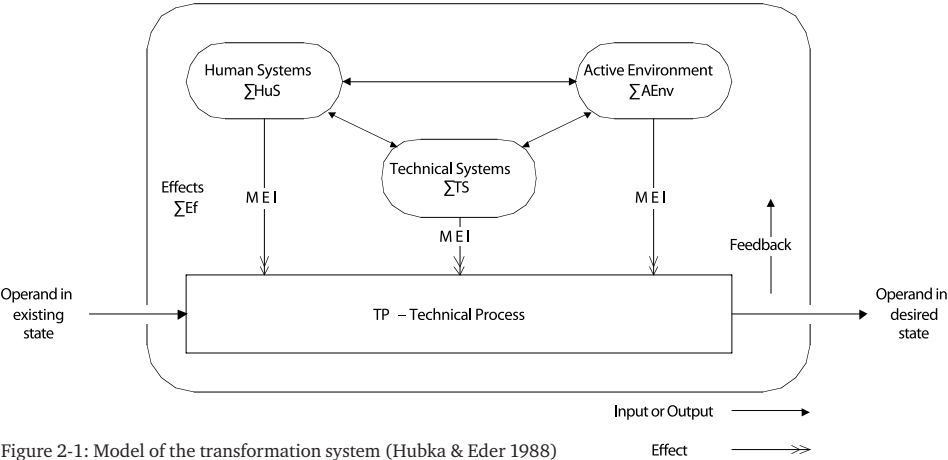 Human Systems
∑HuS
Active Environment
∑AEnv
Technical Systems
∑TS
Effects
∑Ef
M E I
M E I
M E I
Feedback
Operand in
existing
state
TP – Technical Process
Operand in
desired
state
Input or Output
Figure 2-1: Model of the transformation system (Hubka & Eder 1988)
Effect